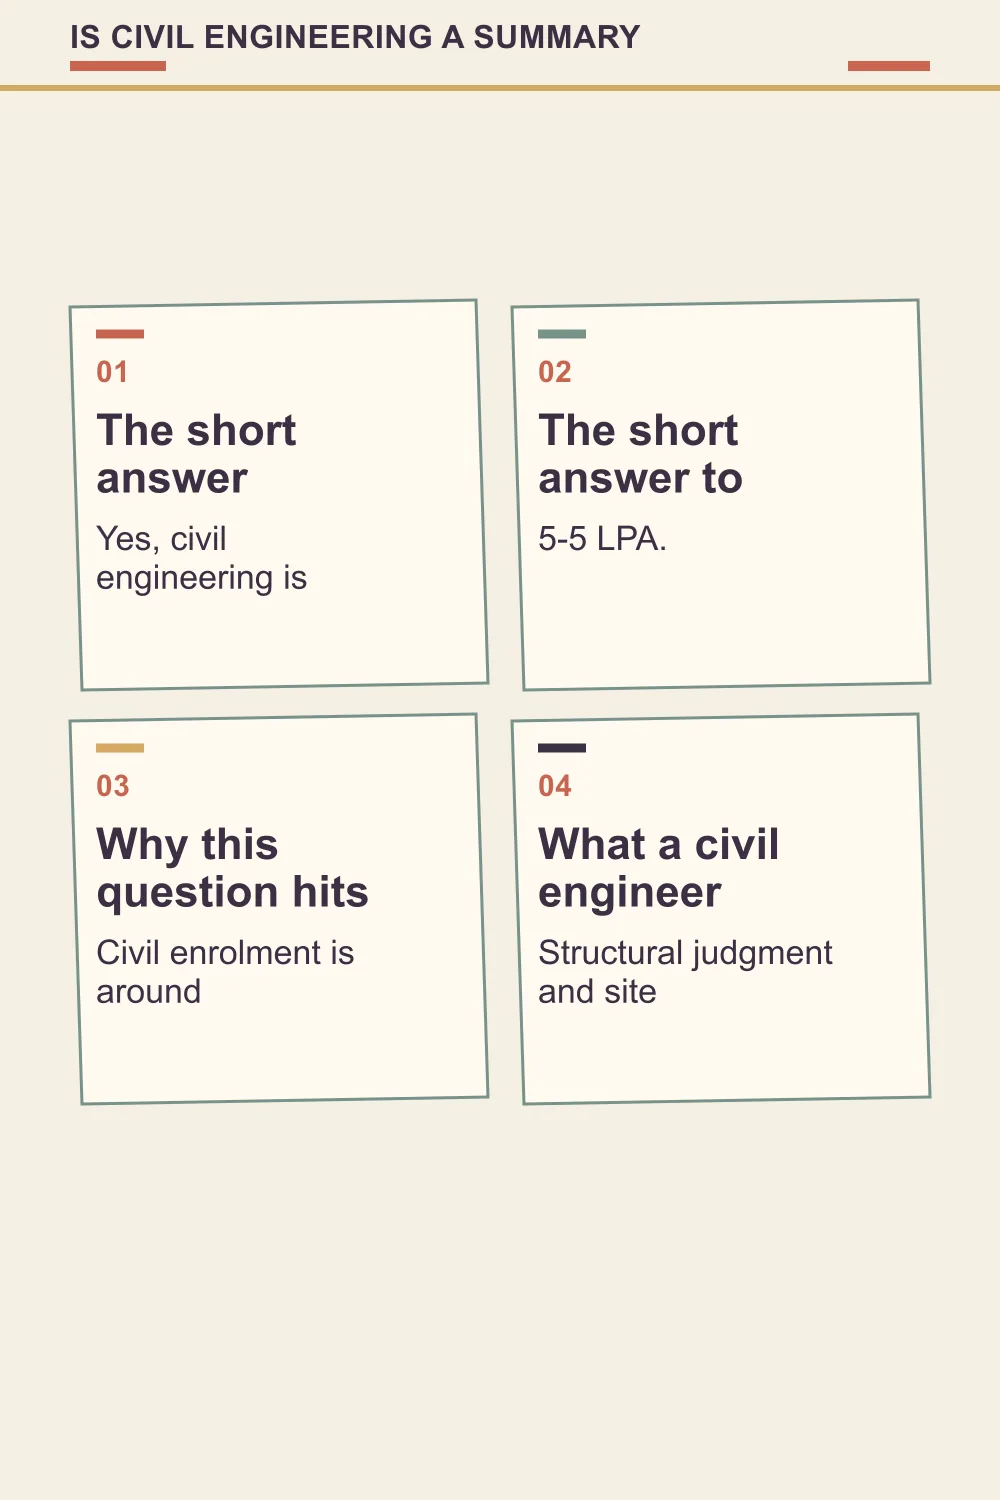 IS CIVIL ENGINEERING A SUMMARY
01
The short
answer
Yes, civil
engineering is
02
The short
answer to
5-5 LPA.
03
Why this
question hits
Civil enrolment is
around
04
What a civil
engineer
Structural judgment
and site